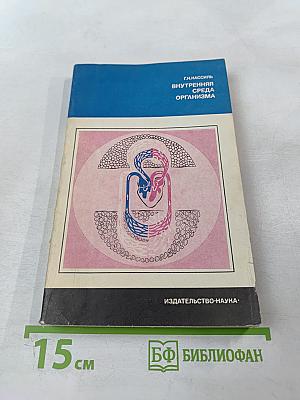 Г.Н.КАССИЛЬ
ВНУТРЕННЯЯ
СРЕДА
ОРГАНИЗМА
ИЗДАТЕЛЬСТВО·НАУКА·
15 см
БФ БИБЛИОФАН